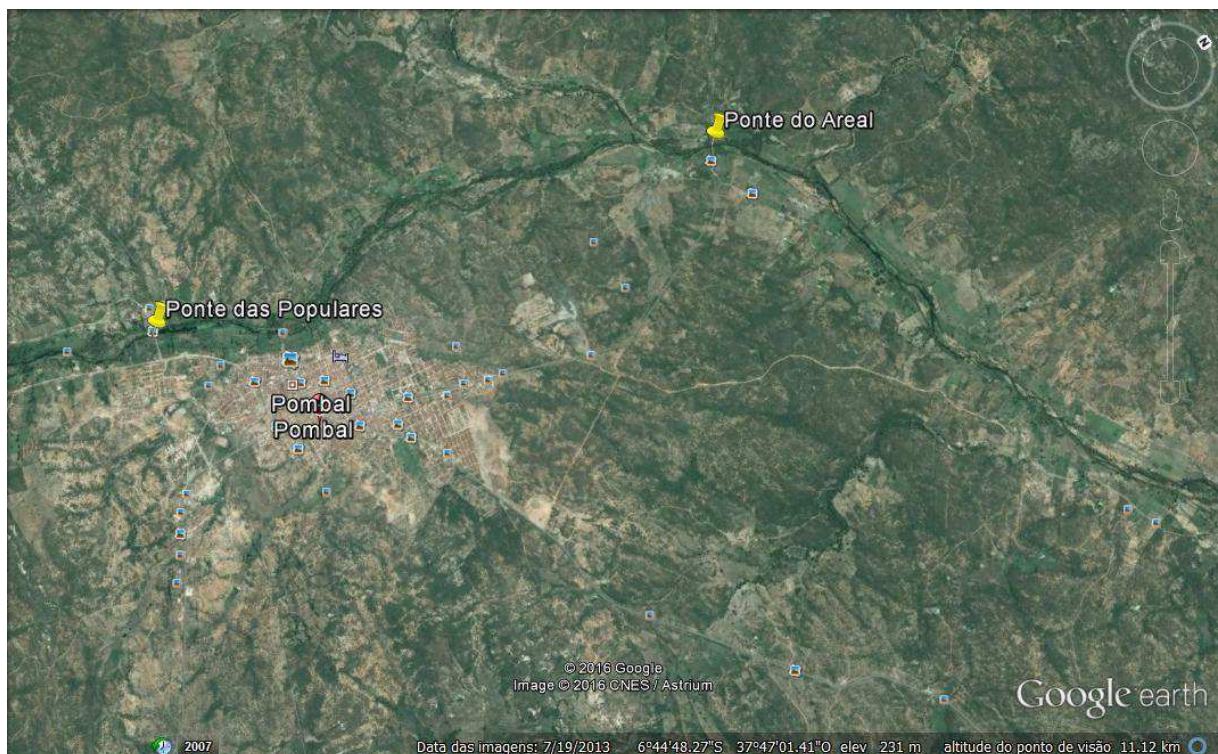 N
Ponte do Areal
Ponte das Populares
Pombal
Pombal
© 2016 Google
Image © 2016 CNES / Astrium
Google earth
2007
Data das imagens: 7/19/2013 6°44'48.27"S 37°47'01.41"O elev 231 m altitude do ponto de visão 11.12 km